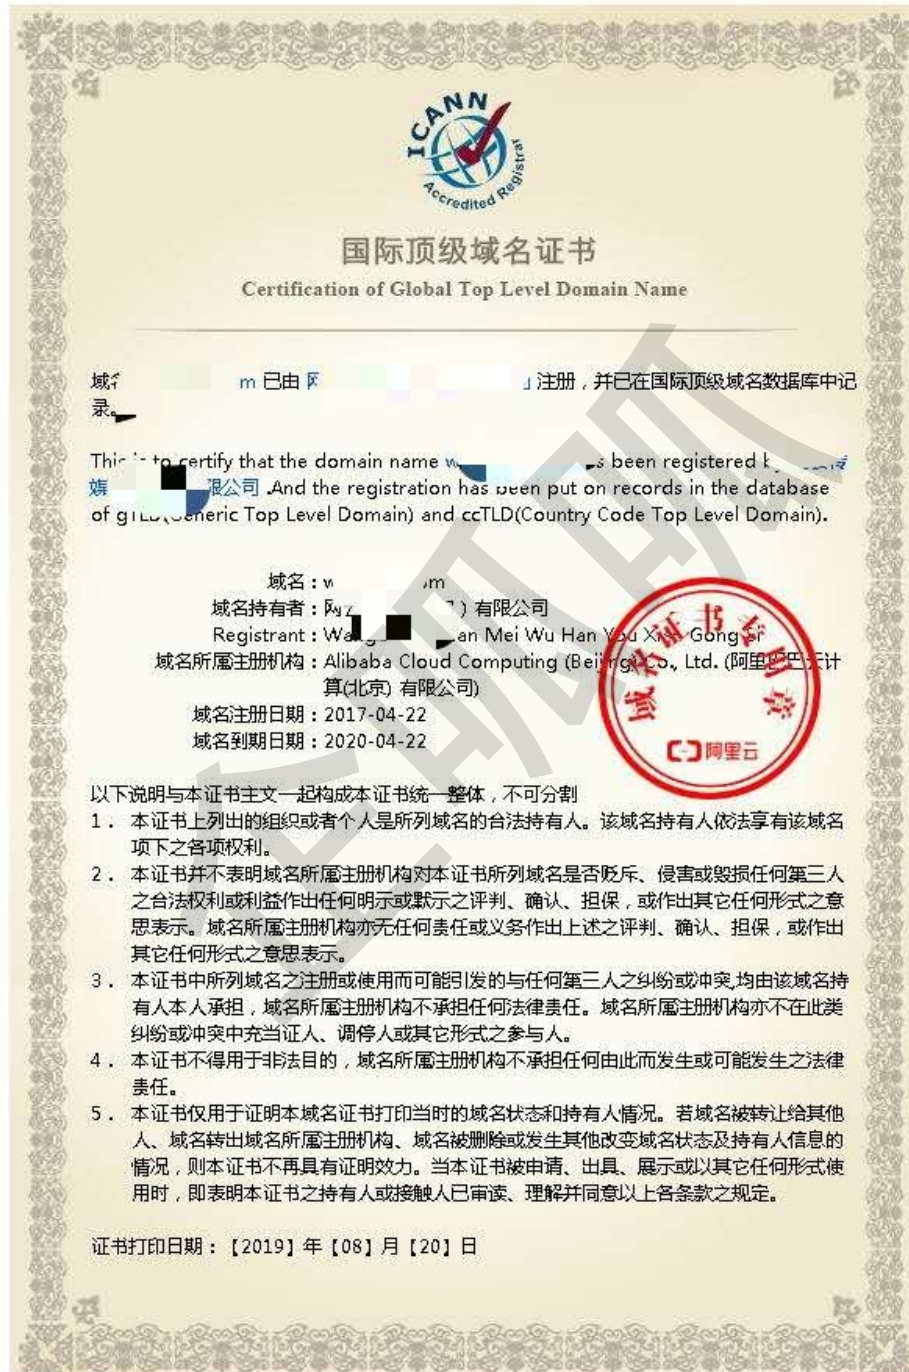 ICANN
Accredited Registrar
国际顶级域名证书
Certification of Global Top Level Domain Name
域名 m 已由 注册，并已在国际顶级域名数据库中记
录。
This is to certify that the domain name been registered
媒 限公司 .And the registration has been put on records in the database
of gTLD(Generic Top Level Domain) and ccTLD(Country Code Top Level Domain).
域名：w m
域名持有者： ）有限公司
Registrant : Mei Wu Han You Xian Gong Si
域名所属注册机构：Alibaba Cloud Computing (Beijing) Co., Ltd. (阿里巴巴云计
算(北京) 有限公司)
域名注册日期：2017-04-22
域名到期日期：2020-04-22
域名证书专用章
阿里云
以下说明与本证书主文一起构成本证书统一整体，不可分割
1． 本证书上列出的组织或者个人是所列域名的合法持有人。该域名持有人依法享有该域名
项下之各项权利。
2． 本证书并不表明域名所属注册机构对本证书所列域名是否贬斥、侵害或毁损任何第三人
之合法权利或利益作出任何明示或默示之评判、确认、担保，或作出其它任何形式之意
思表示。域名所属注册机构亦无任何责任或义务作出上述之评判、确认、担保，或作出
其它任何形式之意思表示。
3． 本证书中所列域名之注册或使用而可能引发的与任何第三人之纠纷或冲突,均由该域名持
有人本人承担，域名所属注册机构不承担任何法律责任。域名所属注册机构亦不在此类
纠纷或冲突中充当证人、调停人或其它形式之参与人。
4． 本证书不得用于非法目的，域名所属注册机构不承担任何由此而发生或可能发生之法律
责任。
5． 本证书仅用于证明本域名证书打印当时的域名状态和持有人情况。若域名被转让给其他
人、域名转出域名所属注册机构、域名被删除或发生其他改变域名状态及持有人信息的
情况，则本证书不再具有证明效力。当本证书被申请、出具、展示或以其它任何形式使
用时，即表明本证书之持有人或接触人已审读、理解并同意以上各条款之规定。
证书打印日期：【2019】年【08】月【20】日
企呱呱